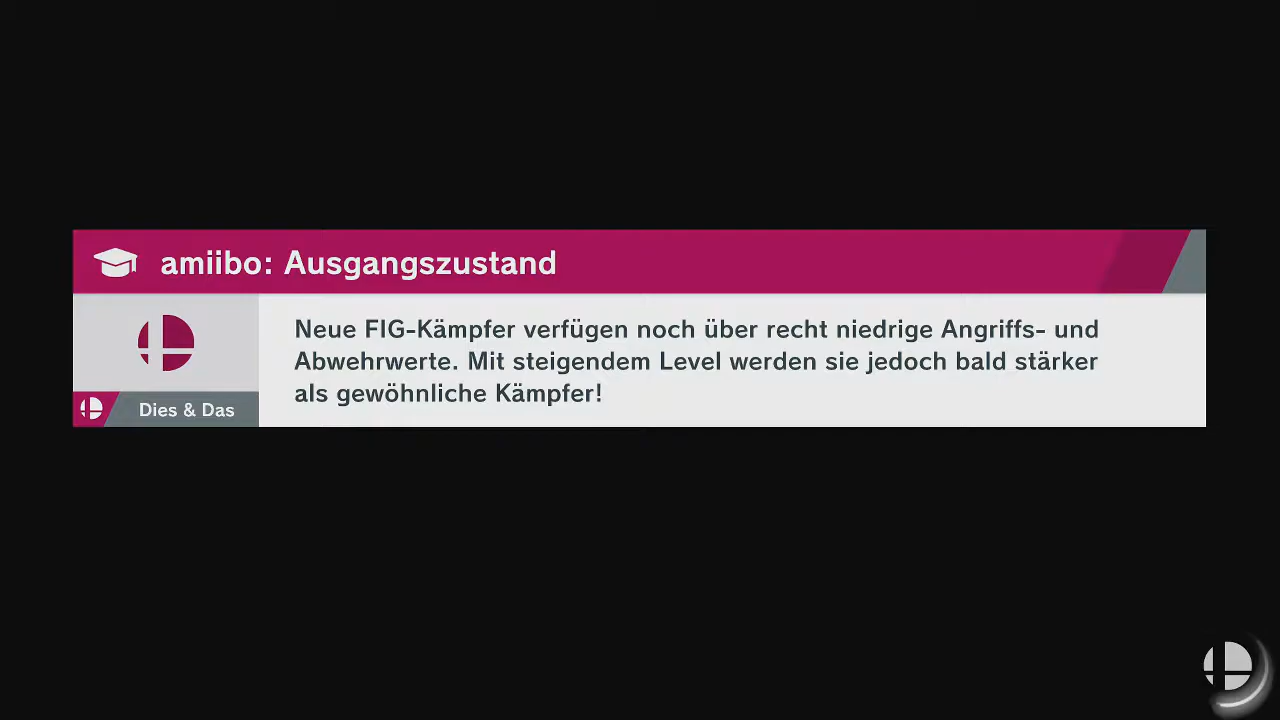 amiibo: Ausgangszustand
Neue FIG-Kämpfer verfügen noch über recht niedrige Angriffs- und
Abwehrwerte. Mit steigendem Level werden sie jedoch bald stärker
als gewöhnliche Kämpfer!
Dies & Das